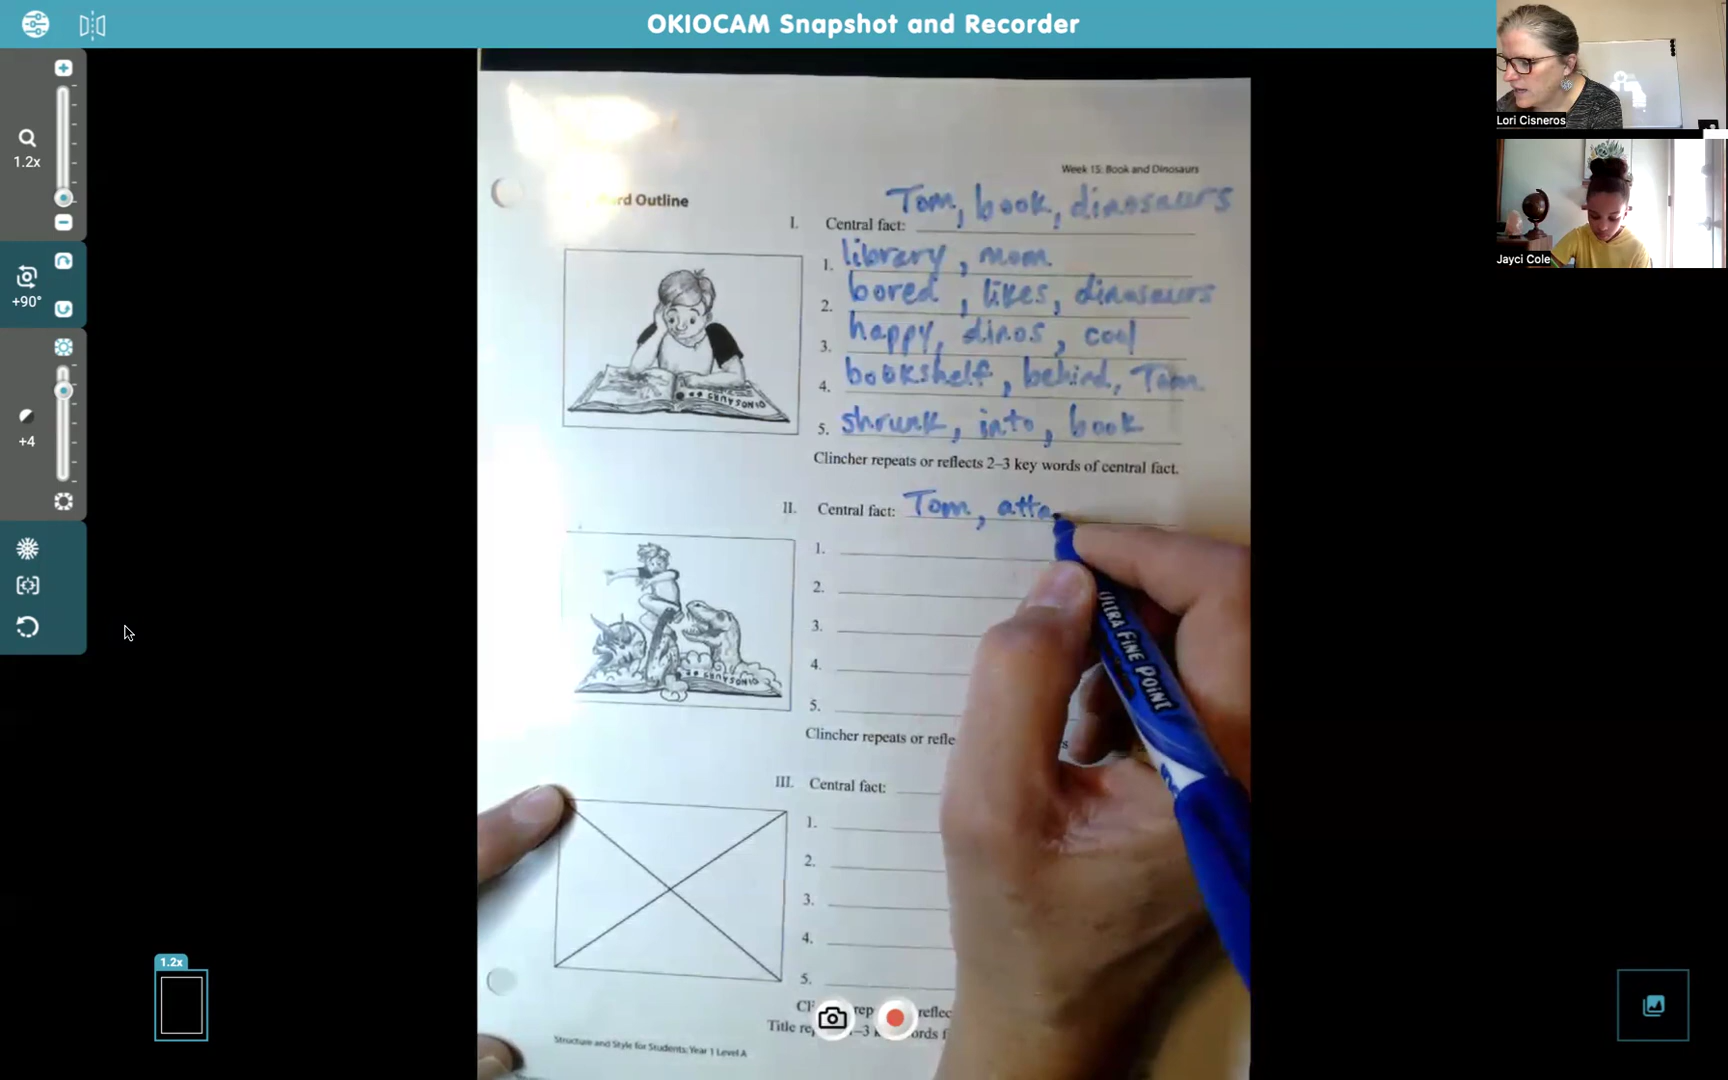 OKIOCAM Snapshot and Recorder
Lori Cisneros
Jayci Cole
1.2x
+90°
+4
1.2x
Week 15: Book and Dinosaurs
Outline
Tom, book, dinosaurs
I. Central fact:
1. library, mom
2. bored, likes, dinosaurs
3. happy, dinos, cool
4. bookshelf, behind, Tom
5. shrunk, into, book
Clincher repeats or reflects 2–3 key words of central fact.
DINOSAURS
II. Central fact: Tom, atta
1.
2.
3.
4.
5.
DINOSAURS
Clincher repeats or
ULTRA FINE POINT
III. Central fact:
1.
2.
3.
4.
5.
Title
Structure and Style for Students: Year 1 Level A